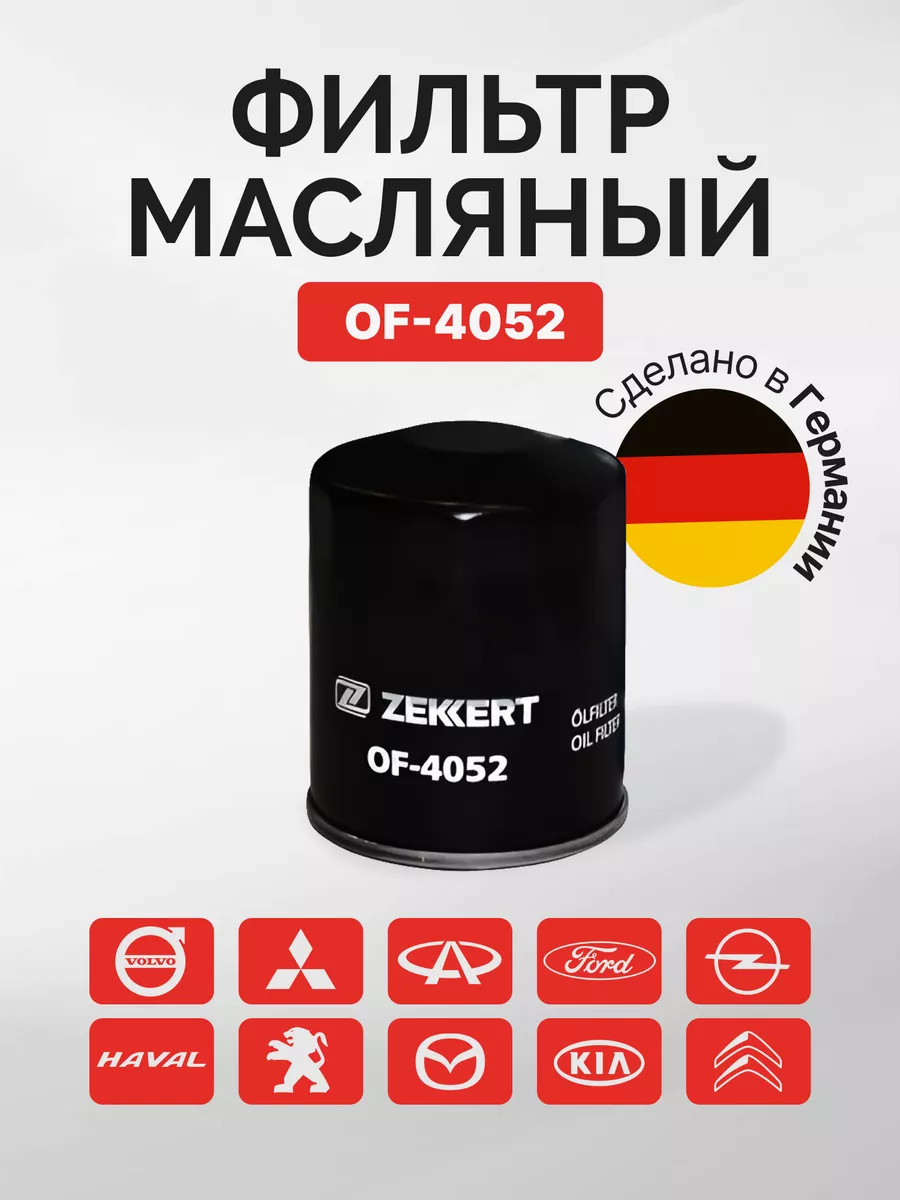 ФИЛЬТР
МАСЛЯНЫЙ
OF-4052
Сделано в Германии
ZEKKERT
OF-4052
ÖLFILTER
OIL FILTER
VOLVO
Ford
HAVAL
KIA